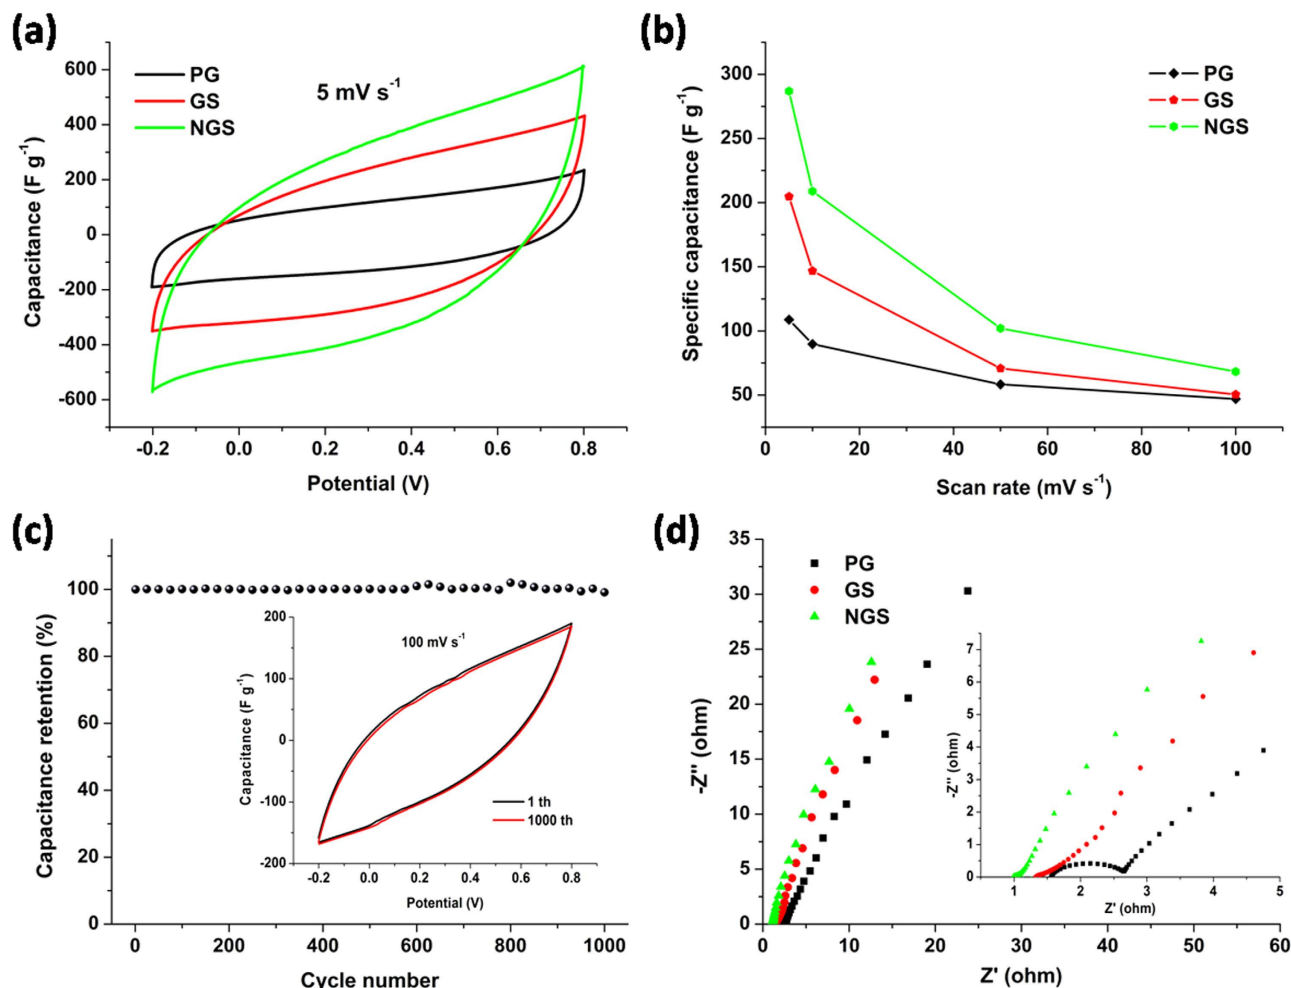 (a)
PG
GS
NGS
5 mV s-1
Capacitance (F g-1)
600
400
200
0
-200
-400
-600
-0.2 0.0 0.2 0.4 0.6 0.8
Potential (V)
(b)
PG
GS
NGS
Specific capacitance (F g-1)
300
250
200
150
100
50
0 20 40 60 80 100
Scan rate (mV s-1)
(c)
Capacitance retention (%)
100
80
60
40
20
0
0 200 400 600 800 1000
Cycle number
100 mV s-1
Capacitance (F g-1)
200
100
0
-100
-200
1 th
1000 th
-0.2 0.0 0.2 0.4 0.6 0.8
Potential (V)
(d)
PG
GS
NGS
-Z'' (ohm)
35
30
25
20
15
10
5
0
0 10 20 30 40 50 60
Z' (ohm)
-Z'' (ohm)
7
6
5
4
3
2
1
0
1 2 3 4 5
Z' (ohm)